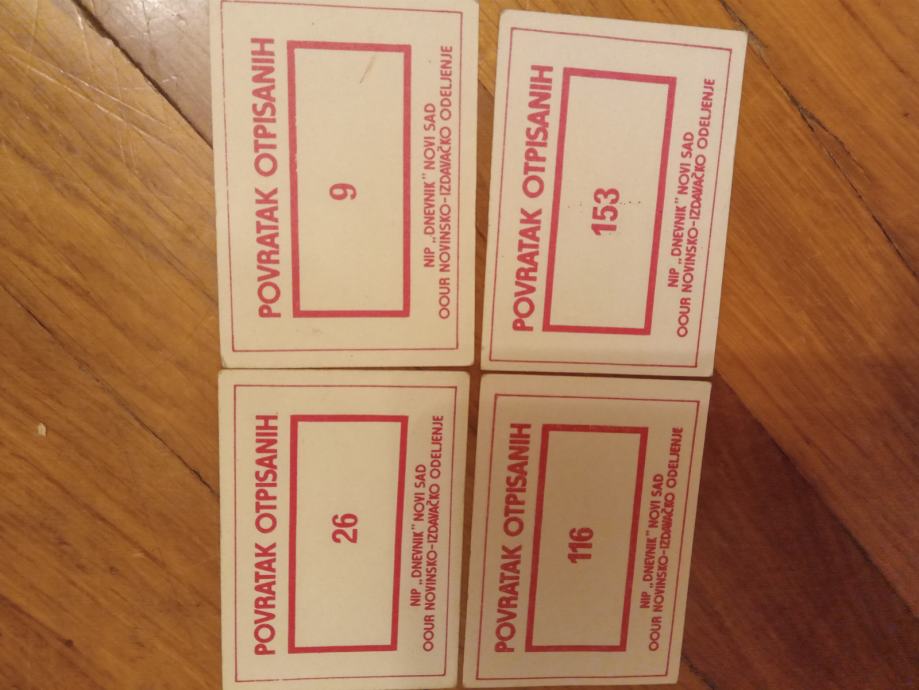 POVRATAK OTPISANIH
9
NIP „DNEVNIK" NOVI SAD
OOUR NOVINSKO-IZDAVAČKO ODELJENJE
POVRATAK OTPISANIH
153
NIP „DNEVNIK" NOVI SAD
OOUR NOVINSKO-IZDAVAČKO ODELJENJE
POVRATAK OTPISANIH
26
NIP „DNEVNIK" NOVI SAD
OOUR NOVINSKO-IZDAVAČKO ODELJENJE
POVRATAK OTPISANIH
116
NIP „DNEVNIK" NOVI SAD
OOUR NOVINSKO-IZDAVAČKO ODELJENJE